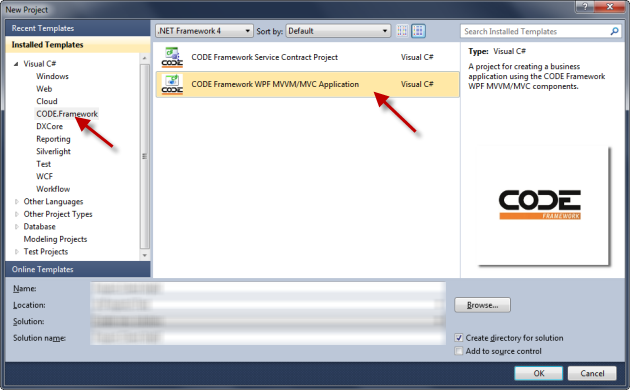 New Project
Recent Templates
Installed Templates
Visual C#
Windows
Web
Cloud
CODE.Framework
DXCore
Reporting
Silverlight
Test
WCF
Workflow
Other Languages
Other Project Types
Database
Modeling Projects
Test Projects
Online Templates
.NET Framework 4
Sort by: Default
CODE Framework Service Contract Project Visual C#
CODE Framework WPF MVVM/MVC Application Visual C#
Search Installed Templates
Type: Visual C#
A project for creating a business
application using the CODE Framework
WPF MVVM/MVC components.
CODE
FRAMEWORK
Name:
Location:
Solution:
Solution name:
Browse...
Create directory for solution
Add to source control
OK Cancel